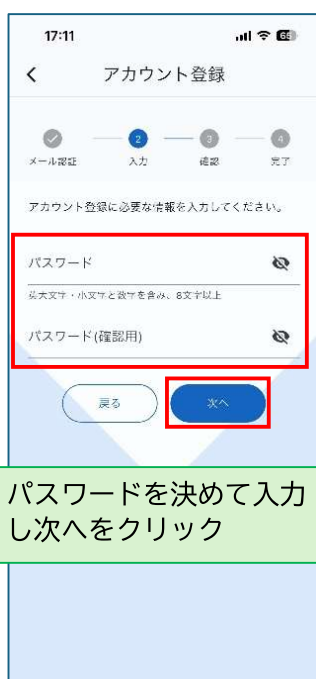 17:11
アカウント登録
2 3 4
メール認証 入力 確認 完了
アカウント登録に必要な情報を入力してください。
パスワード
英大文字・小文字と数字を含み、8文字以上
パスワード(確認用)
戻る 次へ
パスワードを決めて入力
し次へをクリック